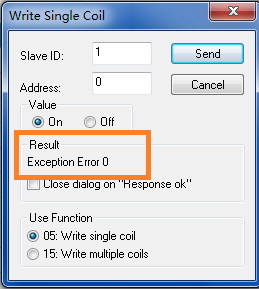 Write Single Coil
Slave ID: 1 Send
Address: 0 Cancel
Value
On Off
Result
Exception Error 0
Close dialog on "Response ok"
Use Function
05: Write single coil
15: Write multiple coils